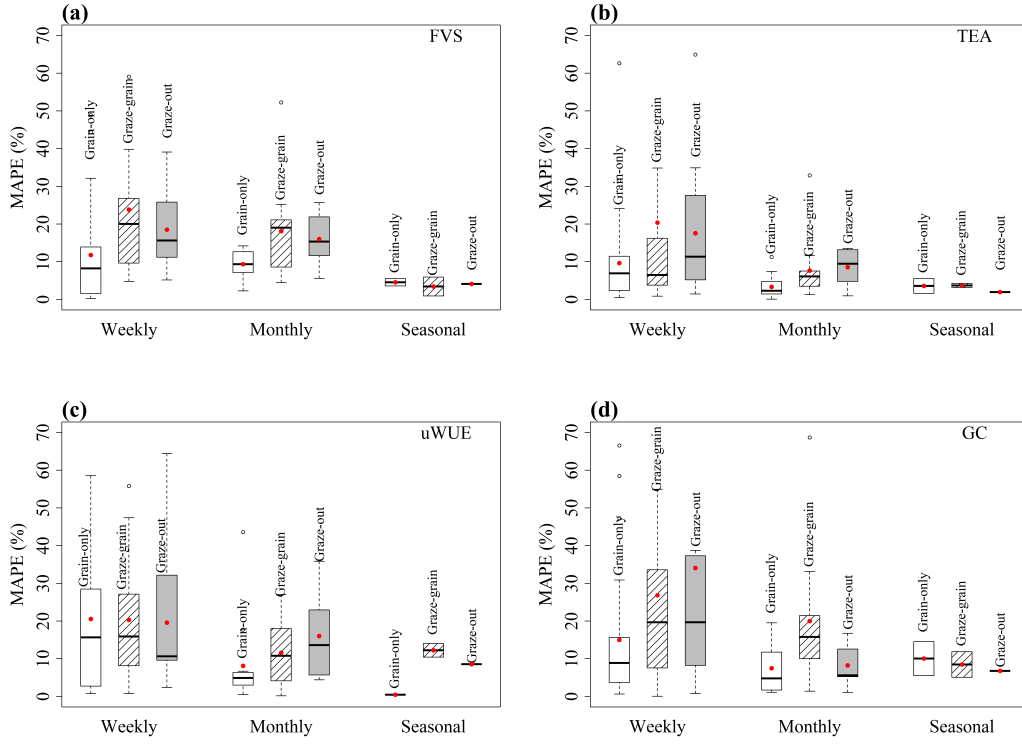 (a)
FVS
MAPE (%)
70
60
50
40
30
20
10
0
Grain-only
Graze-grain
Graze-out
Grain-only
Graze-grain
Graze-out
Grain-only
Graze-grain
Graze-out
Weekly
Monthly
Seasonal
(b)
TEA
MAPE (%)
70
60
50
40
30
20
10
0
Grain-only
Graze-grain
Graze-out
Grain-only
Graze-grain
Graze-out
Grain-only
Graze-grain
Graze-out
Weekly
Monthly
Seasonal
(c)
uWUE
MAPE (%)
70
60
50
40
30
20
10
0
Grain-only
Graze-grain
Graze-out
Grain-only
Graze-grain
Graze-out
Grain-only
Graze-grain
Graze-out
Weekly
Monthly
Seasonal
(d)
GC
MAPE (%)
70
60
50
40
30
20
10
0
Grain-only
Graze-grain
Graze-out
Grain-only
Graze-grain
Graze-out
Grain-only
Graze-grain
Graze-out
Weekly
Monthly
Seasonal